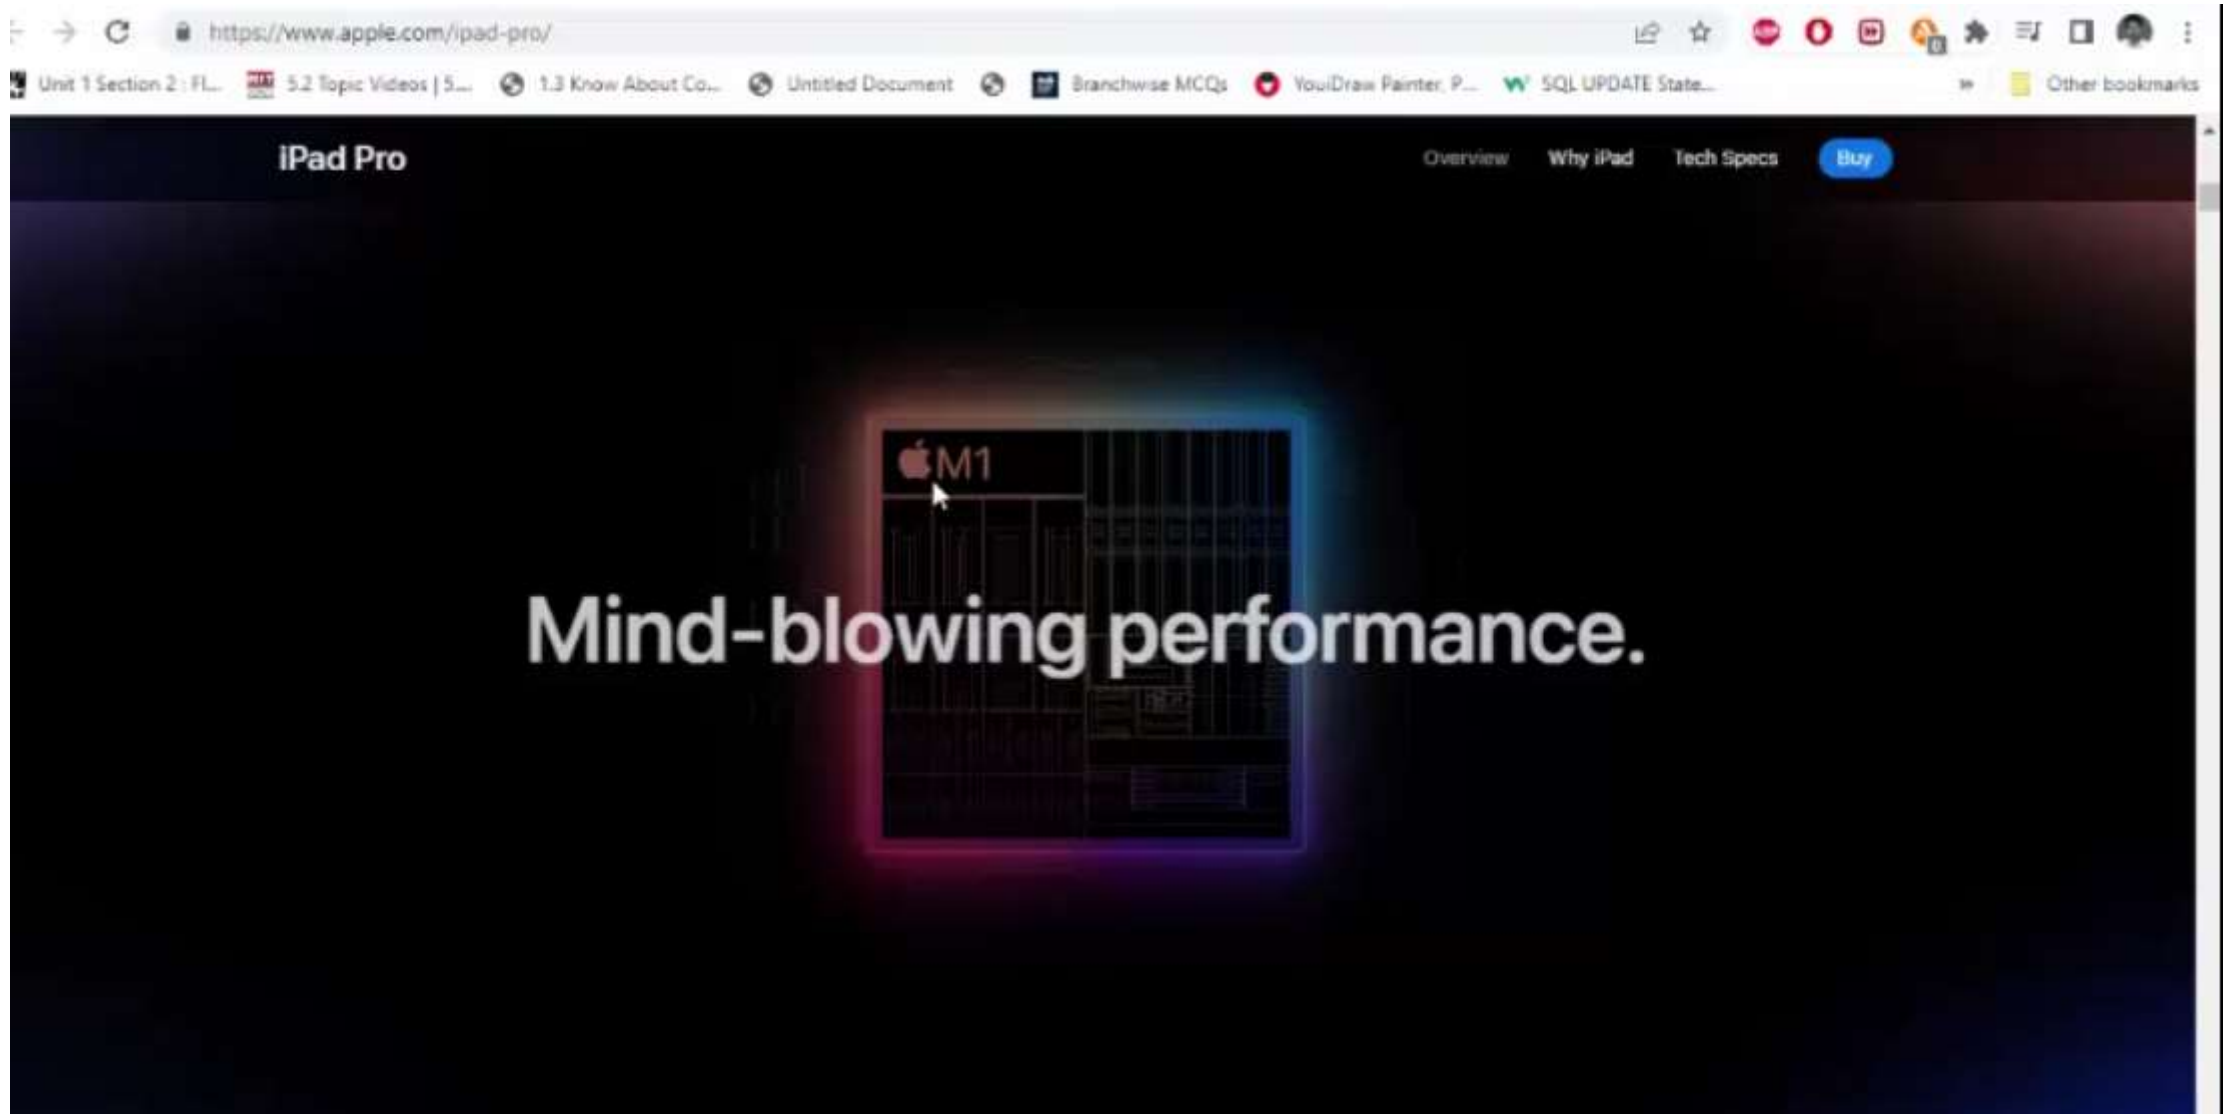 https://www.apple.com/ipad-pro/
Unit 1 Section 2 : Fl... 5.2 Topic Videos | 5... 1.3 Know About Co... Untitled Document Branchwise MCQs YouiDraw Painter, P... SQL UPDATE State... Other bookmarks
iPad Pro Overview Why iPad Tech Specs Buy
M1
Mind-blowing performance.